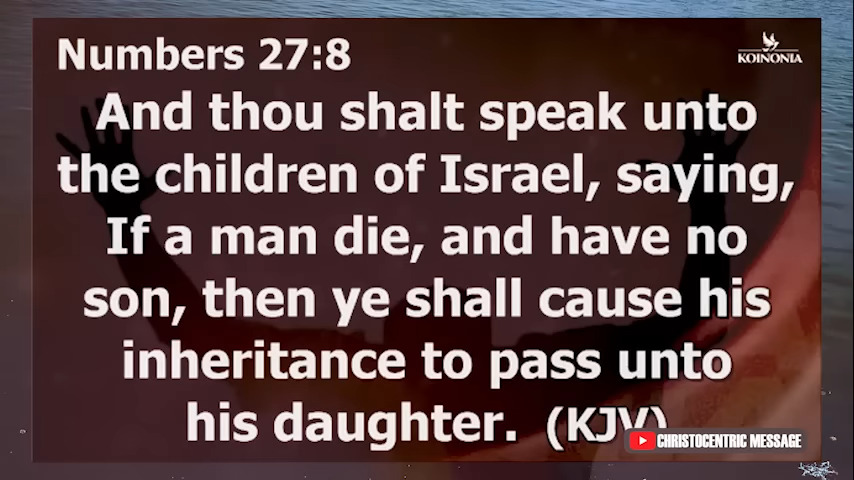 Numbers 27:8
KOINONIA
And thou shalt speak unto
the children of Israel, saying,
If a man die, and have no
son, then ye shall cause his
inheritance to pass unto
his daughter. (KJV)
CHRISTOCENTRIC MESSAGE